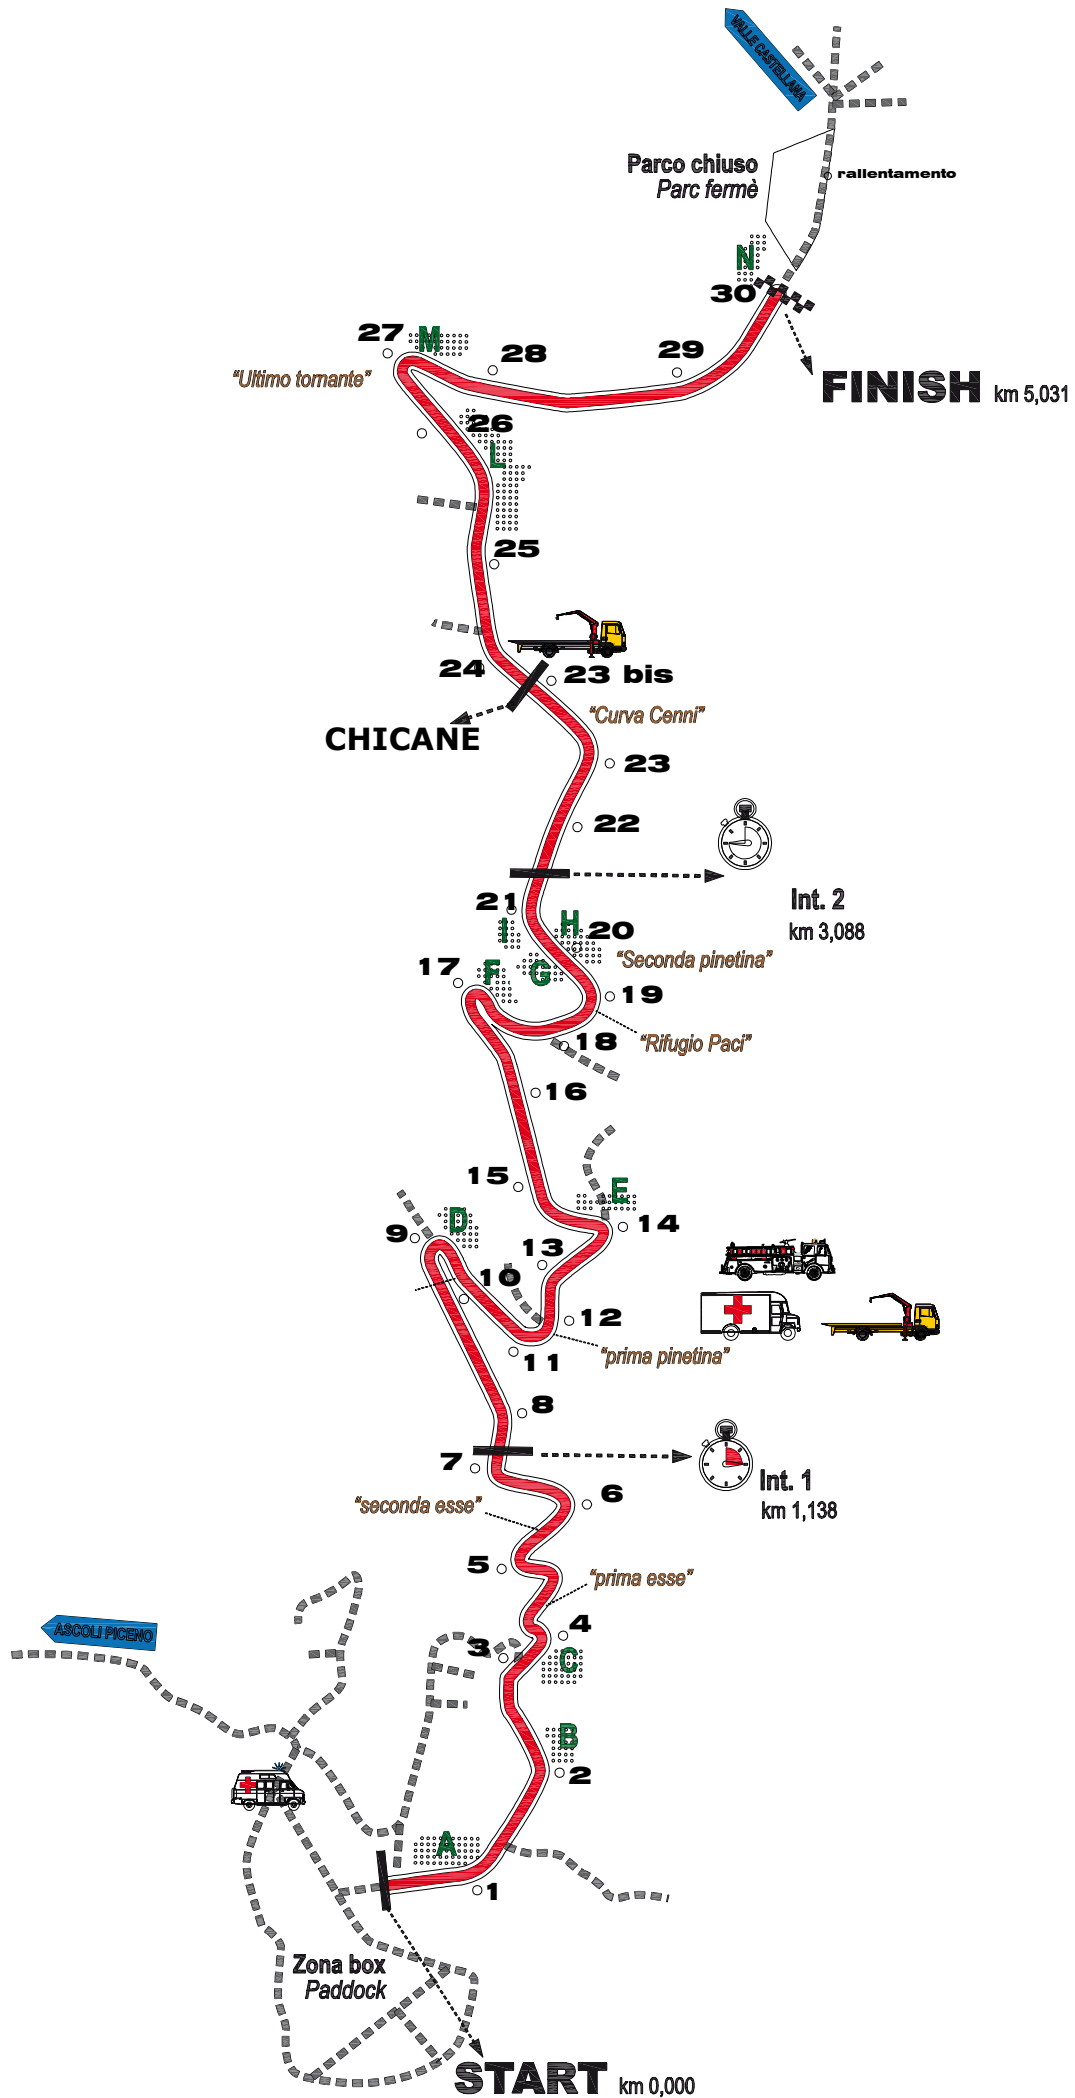 VALLE CASTELLANA
Parco chiuso
Parc fermè
rallentamento
N
30
27
M
28
29
"Ultimo tornante"
FINISH km 5,031
26
L
25
24
23 bis
"Curva Cenni"
CHICANE
23
22
Int. 2
km 3,088
21
I
H
20
"Seconda pinetina"
17
F
G
19
18
"Rifugio Paci"
16
15
E
14
9
D
13
10
12
11
"prima pinetina"
8
7
Int. 1
km 1,138
6
"seconda esse"
5
"prima esse"
4
ASCOLI PICENO
3
C
B
2
A
1
Zona box
Paddock
START km 0,000